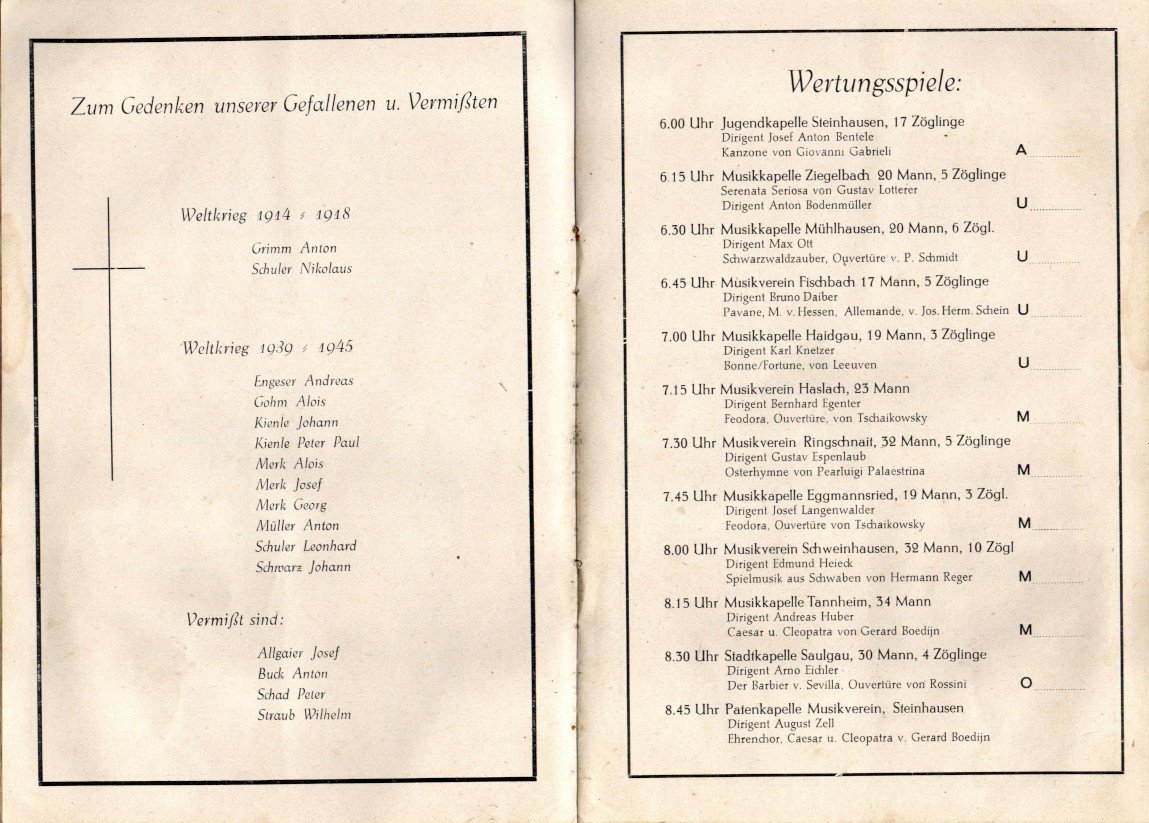 Zum Gedenken unserer Gefallenen u. Vermißten
Weltkrieg 1914 - 1918
Grimm Anton
Schuler Nikolaus
Weltkrieg 1939 - 1945
Engeser Andreas
Gohm Alois
Kienle Johann
Kienle Peter Paul
Merk Alois
Merk Josef
Merk Georg
Müller Anton
Schuler Leonhard
Schwarz Johann
Vermißt sind:
Allgaier Josef
Buck Anton
Schad Peter
Straub Wilhelm
Wertungsspiele:
6.00 Uhr Jugendkapelle Steinhausen, 17 Zöglinge
Dirigent Josef Anton Bentele
Kanzone von Giovanni Gabrieli A
6.15 Uhr Musikkapelle Ziegelbach 20 Mann, 5 Zöglinge
Serenata Seriosa von Gustav Lotterer
Dirigent Anton Bodenmüller U
6.30 Uhr Musikkapelle Mühlhausen, 20 Mann, 6 Zögl.
Dirigent Max Ott
Schwarzwaldzauber, Ouvertüre v. P. Schmidt U
6.45 Uhr Musikverein Fischbach 17 Mann, 5 Zöglinge
Dirigent Bruno Daiber
Pavane, M. v. Hessen, Allemande, v. Jos. Herm. Schein U
7.00 Uhr Musikkapelle Haidgau, 19 Mann, 3 Zöglinge
Dirigent Karl Knetzer
Bonne/Fortune, von Leeuven U
7.15 Uhr Musikverein Haslach, 23 Mann
Dirigent Bernhard Egenter
Feodora, Ouvertüre, von Tschaikowsky M
7.30 Uhr Musikverein Ringschnait, 32 Mann, 5 Zöglinge
Dirigent Gustav Espenlaub
Osterhymne von Pearluigi Palaestrina M
7.45 Uhr Musikkapelle Eggmannsried, 19 Mann, 3 Zögl.
Dirigent Josef Langenwalder
Feodora, Ouvertüre von Tschaikowsky M
8.00 Uhr Musikverein Schweinhausen, 32 Mann, 10 Zögl
Dirigent Edmund Heieck
Spielmusik aus Schwaben von Hermann Reger M
8.15 Uhr Musikkapelle Tannheim, 34 Mann
Dirigent Andreas Huber
Caesar u. Cleopatra von Gerard Boedijn M
8.30 Uhr Stadtkapelle Saulgau, 30 Mann, 4 Zöglinge
Dirigent Arno Eichler
Der Barbier v. Sevilla, Ouvertüre von Rossini O
8.45 Uhr Patenkapelle Musikverein, Steinhausen
Dirigent August Zell
Ehrenchor, Caesar u. Cleopatra v. Gerard Boedijn